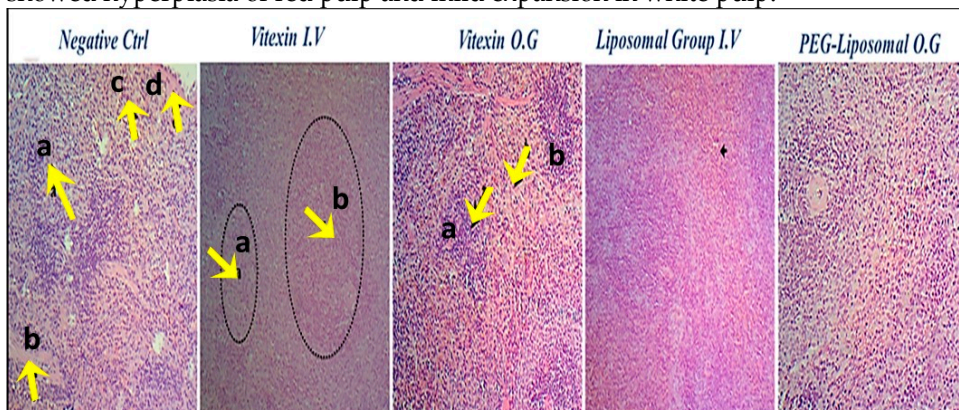 showed hyperplasia of red pulp and mild expansion in white pulp.
Negative Ctrl Vitexin I.V Vitexin O.G Liposomal Group I.V PEG-Liposomal O.G
c d
a
b
b
a
b
a